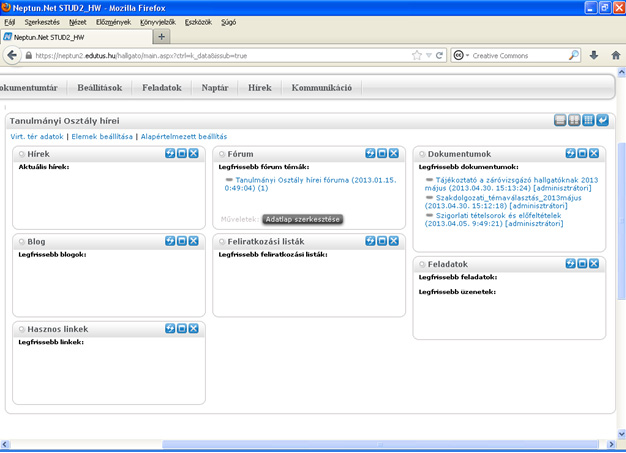 Neptun.Net STUD2_HW - Mozilla Firefox
Fájl Szerkesztés Nézet Előzmények Könyvjelzők Eszközök Súgó
Neptun.Net STUD2_HW
https://neptun2.edutus.hu/hallgato/main.aspx?ctrl=k_data&issub=true
Creative Commons
okumentumtár Beállítások Feladatok Naptár Hírek Kommunikáció
Tanulmányi Osztály hírei
Virt. tér adatok | Elemek beállítása | Alapértelmezett beállítás
Hírek
Aktuális hírek:
Fórum
Legfrissebb fórum témák:
Tanulmányi Osztály hírei fóruma (2013.01.15.
0:49:04) (1)
Műveletek: Adatlap szerkesztése
Dokumentumok
Legfrissebb dokumentumok:
Tájékoztató a záróvizsgázó hallgatóknak 2013
május (2013.04.30. 15:13:24) [adminisztrátori]
Szakdolgozati_témaválasztás_2013május
(2013.04.30. 15:12:18) [adminisztrátori]
Szigorlati tételsorok és előfeltételek
(2013.04.05. 9:49:21) [adminisztrátori]
Blog
Legfrissebb blogok:
Feliratkozási listák
Legfrissebb feliratkozási listák:
Feladatok
Legfrissebb feladatok:
Legfrissebb üzenetek:
Hasznos linkek
Legfrissebb linkek: